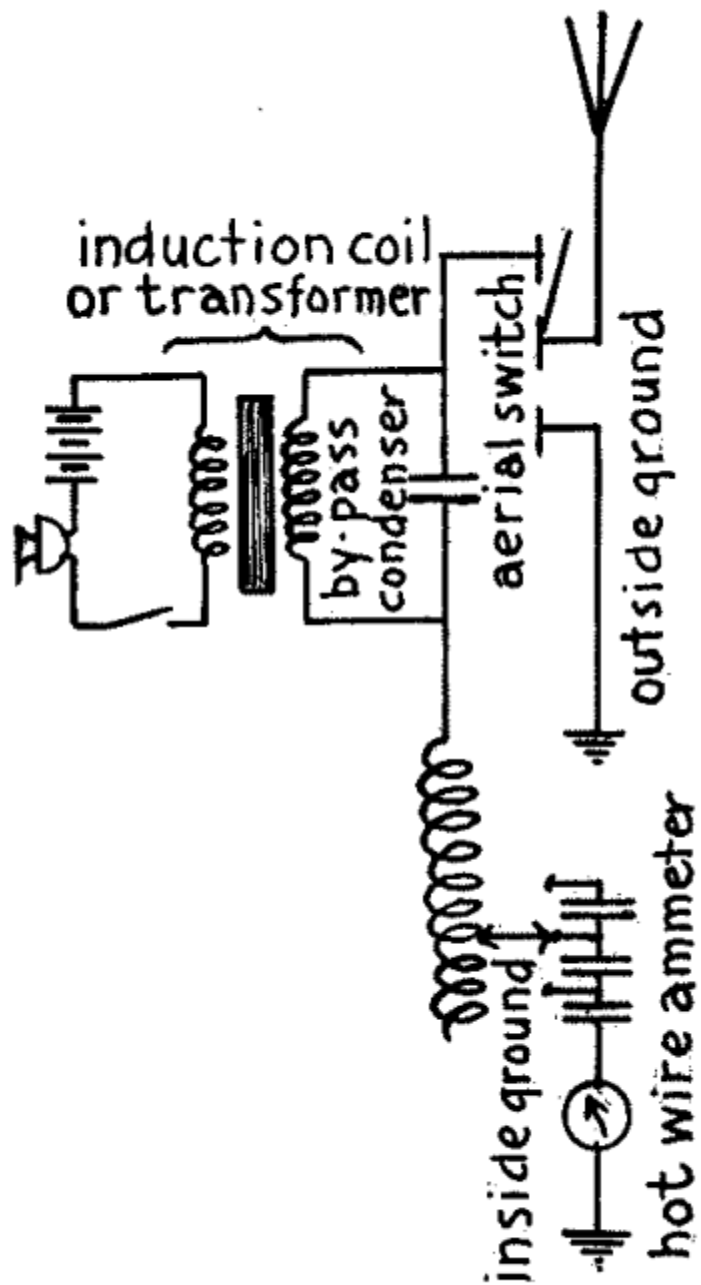 induction coil
or transformer
by-pass
condenser
aerial switch
outside ground
inside ground
hot wire ammeter